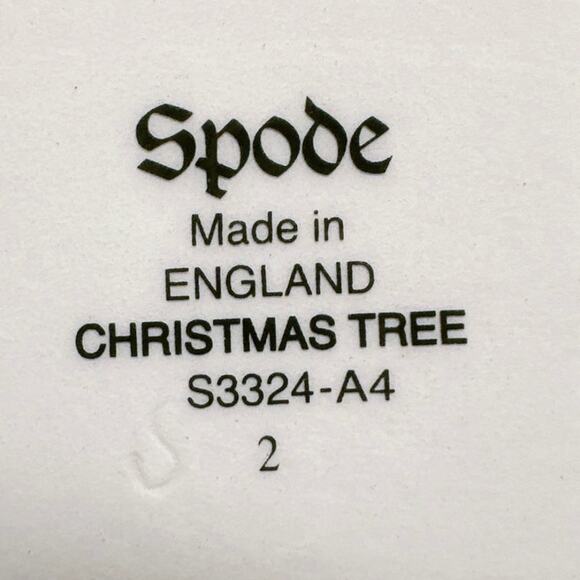 Spode
Made in
ENGLAND
CHRISTMAS TREE
S3324-A4
2